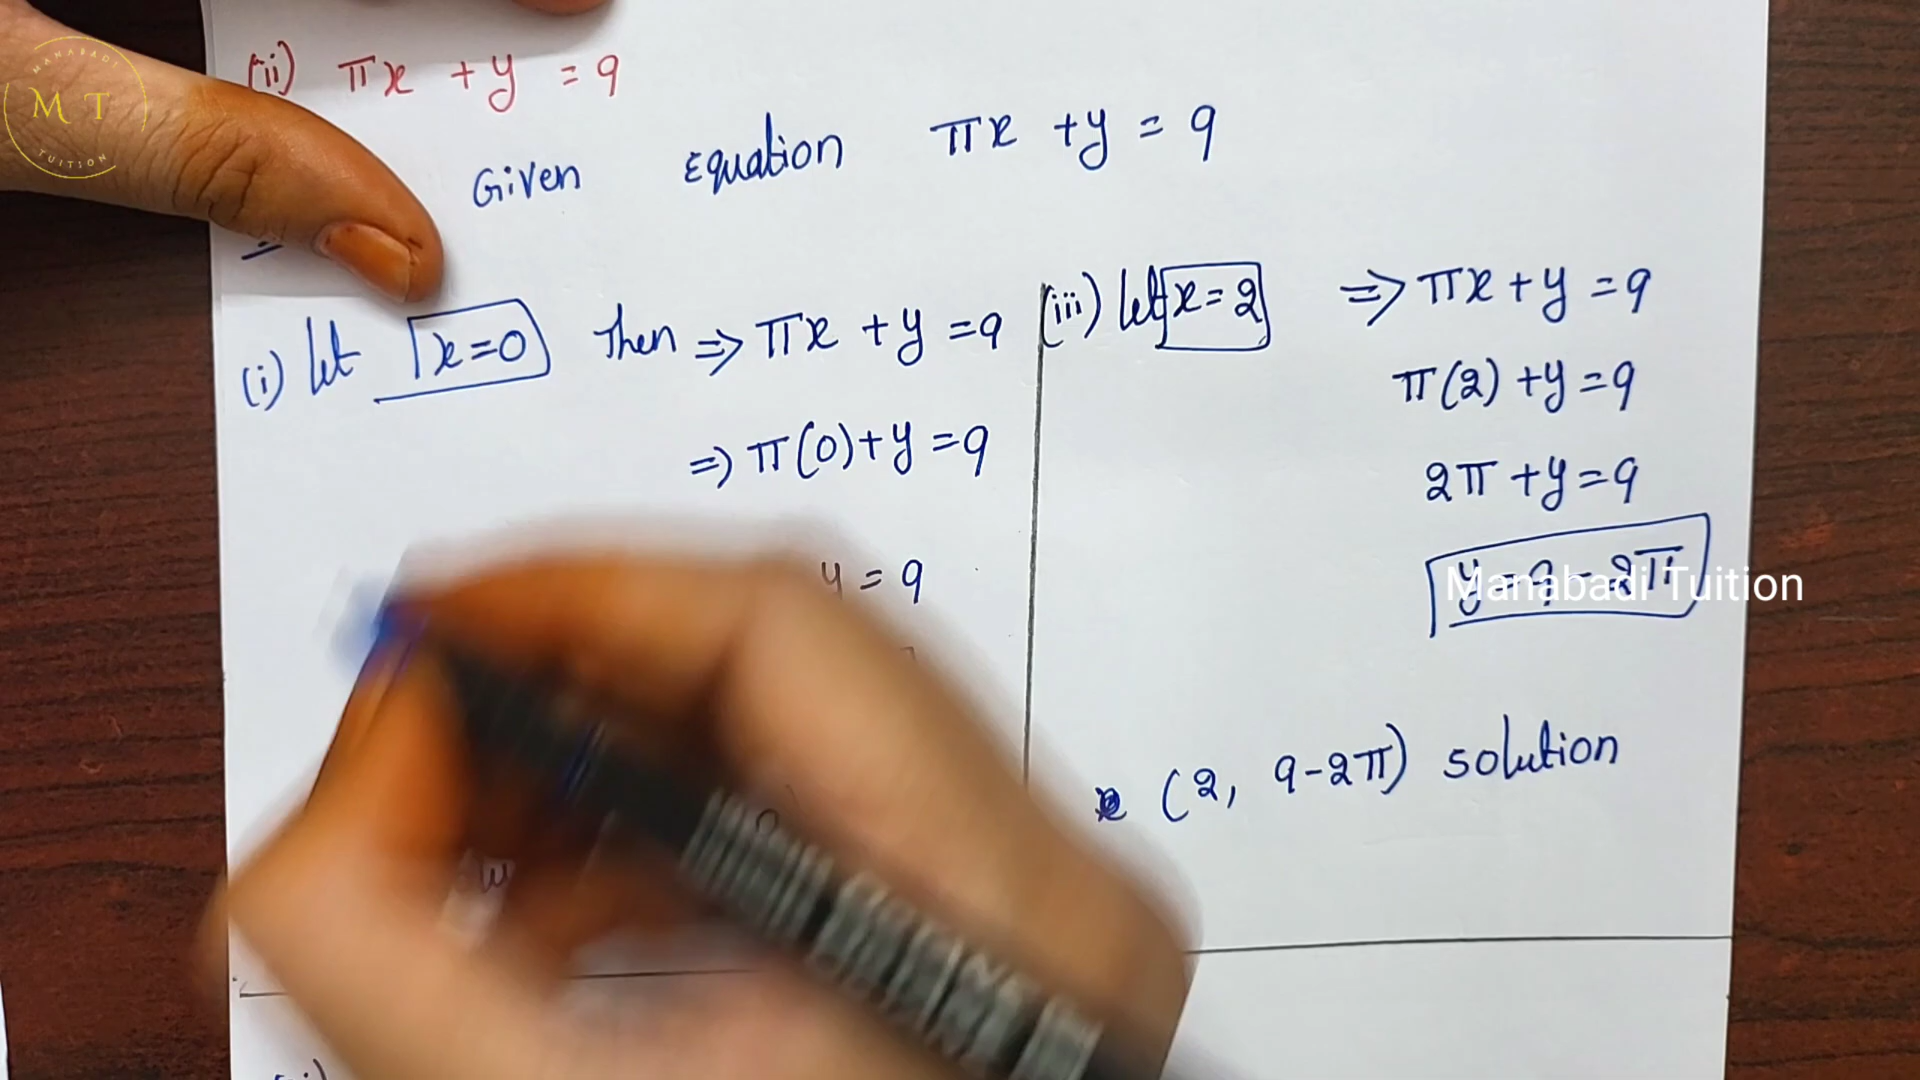 MANABADI
M T
TUITION
(ii) πx + y = 9
Given Equation πx + y = 9
(i) let x=0 Then => πx + y = 9
=> π(0) + y = 9
y = 9
(iii) let x = 2 => πx + y = 9
π(2) + y = 9
2π + y = 9
y = 9 - 2π
Manabadi Tuition
(2, 9-2π) solution